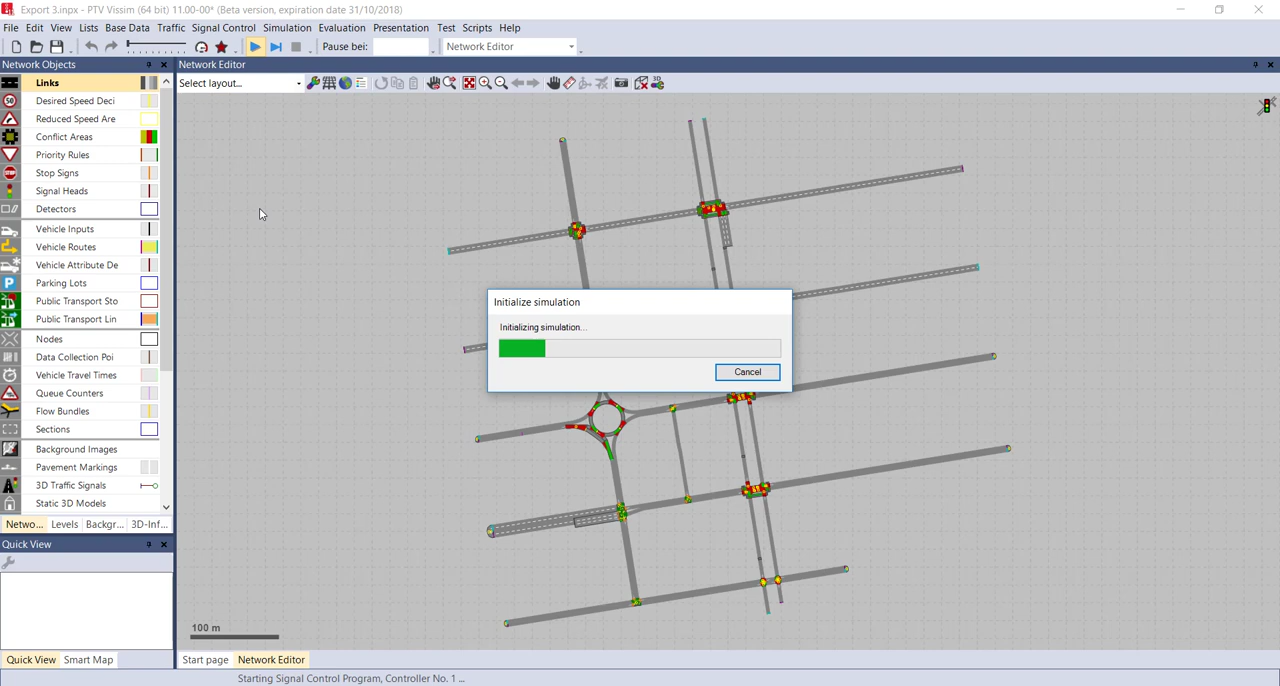 Export 3.inpx - PTV Vissim (64 bit) 11.00-00* (Beta version, expiration date 31/10/2018)
File Edit View Lists Base Data Traffic Signal Control Simulation Evaluation Presentation Test Scripts Help
Pause bei: Network Editor
Network Objects
Network Editor
Select layout...
Links
50 Desired Speed Deci
Reduced Speed Are
Conflict Areas
Priority Rules
STOP Stop Signs
Signal Heads
Detectors
Vehicle Inputs
Vehicle Routes
Vehicle Attribute De
P Parking Lots
Public Transport Sto
Public Transport Lin
Nodes
Data Collection Poi
Vehicle Travel Times
Queue Counters
Flow Bundles
Sections
Background Images
Pavement Markings
3D Traffic Signals
Static 3D Models
Netwo... Levels Backgr... 3D-Inf...
Quick View
Quick View Smart Map
Initialize simulation
Initializing simulation...
Cancel
100 m
Start page Network Editor
Starting Signal Control Program, Controller No. 1 ...